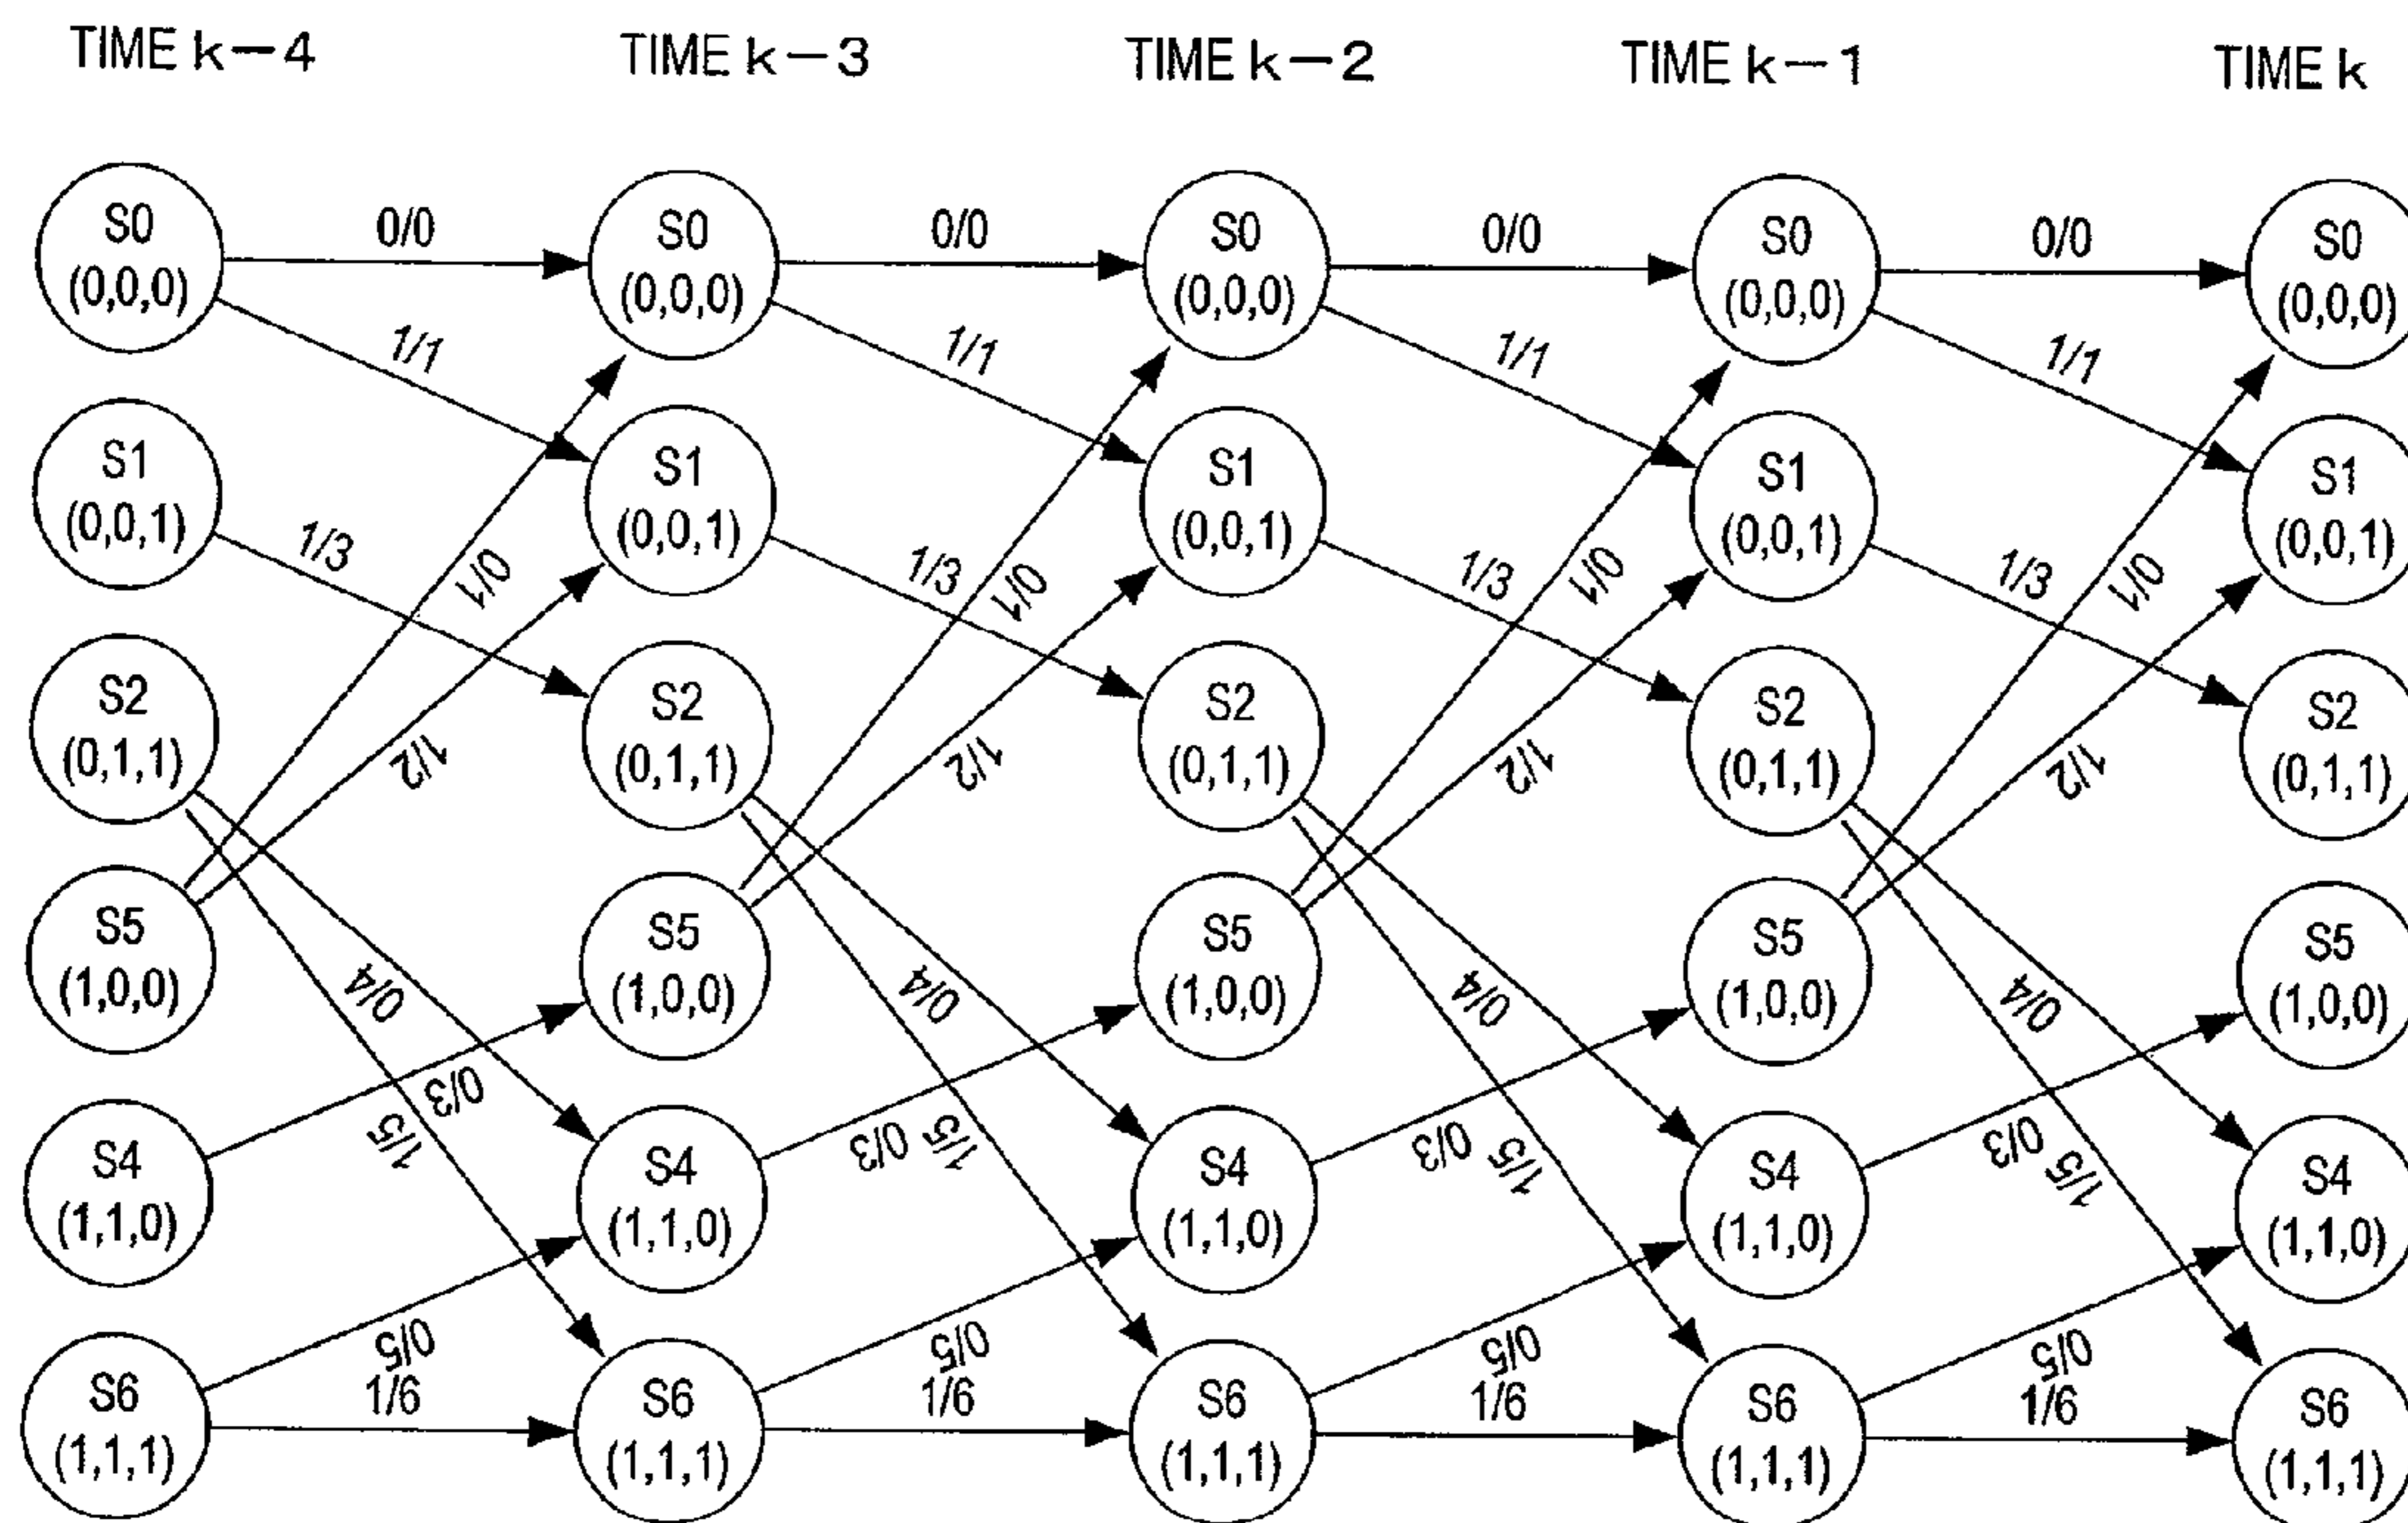 TIME k－4 TIME k－3 TIME k－2 TIME k－1 TIME k
0/0 0/0 0/0 0/0
S0 S0 S0 S0 S0
(0,0,0) (0,0,0) (0,0,0) (0,0,0) (0,0,0)
1/1 1/1 1/1 1/1
S1 S1 S1 S1 S1
(0,0,1) (0,0,1) (0,0,1) (0,0,1) (0,0,1)
1/3 0/1 1/3 0/1 1/3 0/1 1/3 0/1
S2 S2 S2 S2 S2
(0,1,1) (0,1,1) (0,1,1) (0,1,1) (0,1,1)
1/2 1/2 1/2 1/2
S5 S5 S5 S5 S5
(1,0,0) (1,0,0) (1,0,0) (1,0,0) (1,0,0)
0/4 0/4 0/4 0/4
0/3 0/3 0/3 0/3
1/5 1/5 1/5 1/5
S4 S4 S4 S4 S4
(1,1,0) (1,1,0) (1,1,0) (1,1,0) (1,1,0)
0/5 0/5 0/5 0/5
1/6 1/6 1/6 1/6
S6 S6 S6 S6 S6
(1,1,1) (1,1,1) (1,1,1) (1,1,1) (1,1,1)